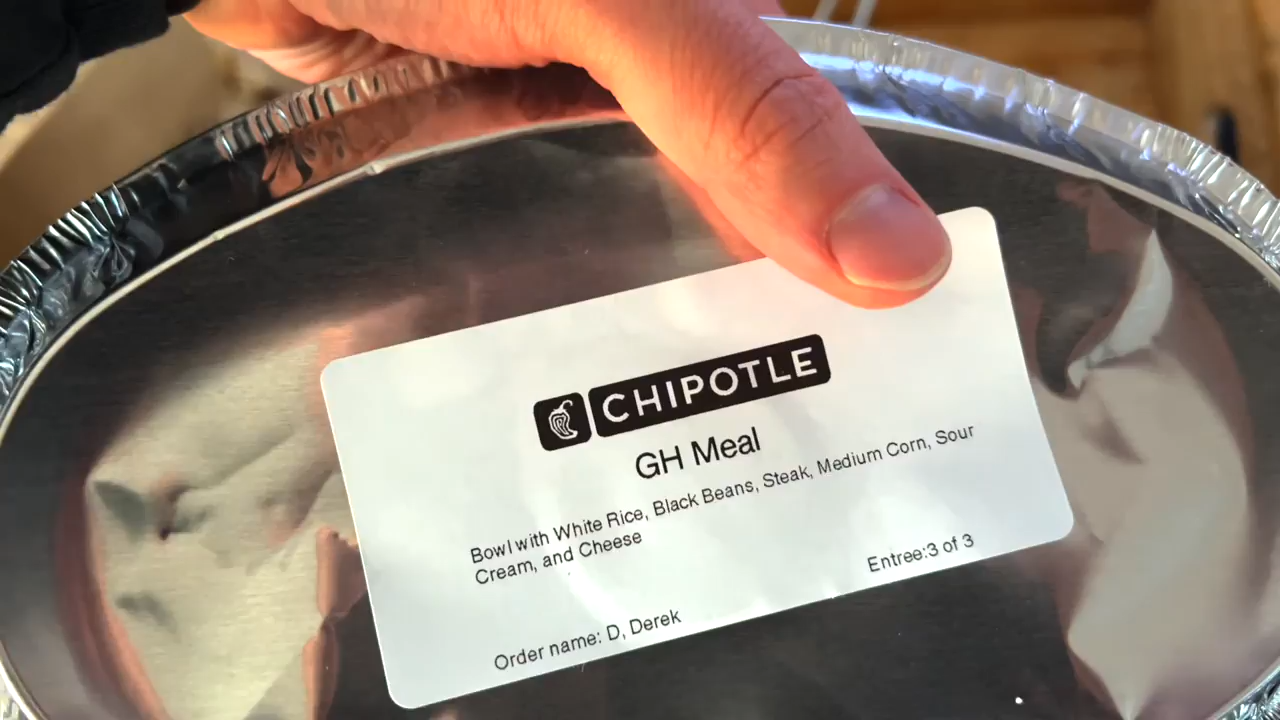 CHIPOTLE
GH Meal
Bowl with White Rice, Black Beans, Steak, Medium Corn, Sour
Cream, and Cheese
Entree:3 of 3
Order name: D, Derek